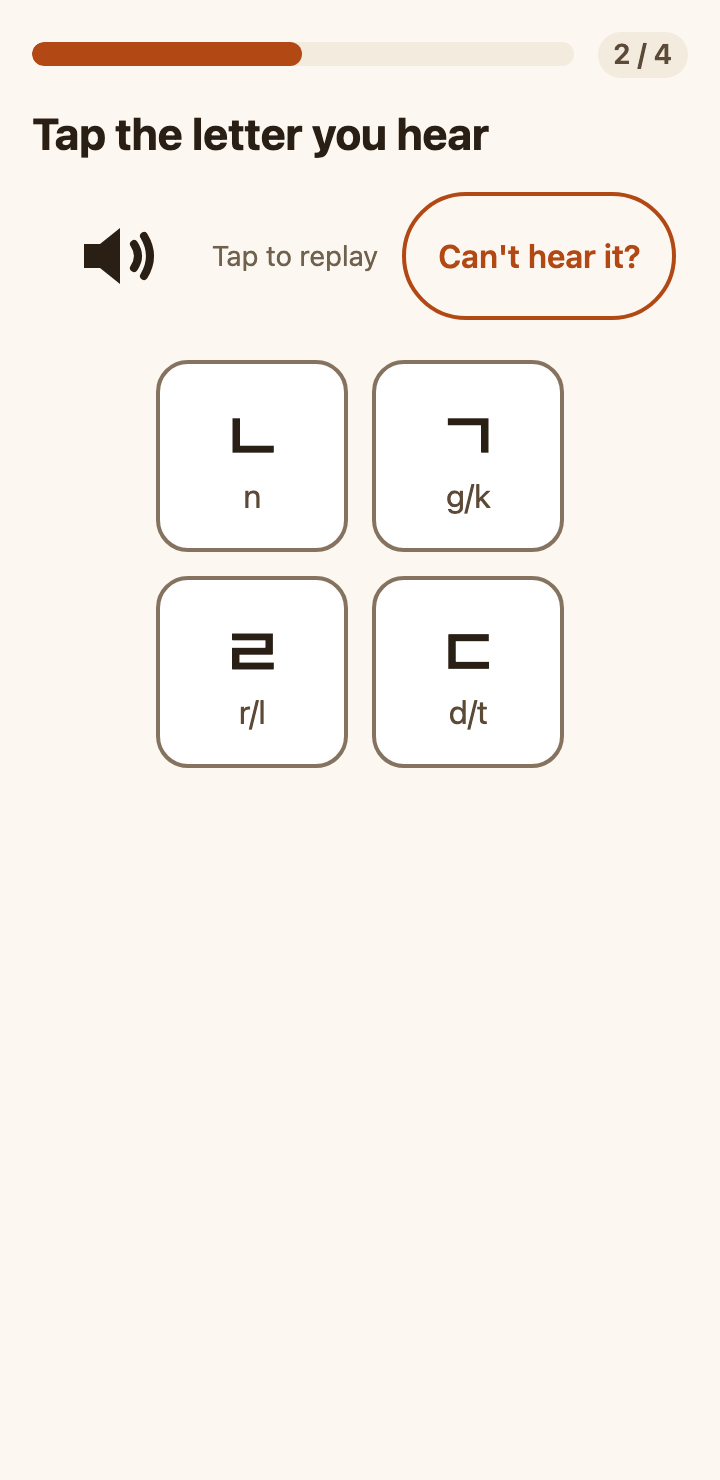 2 / 4
Tap the letter you hear
Tap to replay
Can't hear it?
ㄴ
n
ㄱ
g/k
ㄹ
r/l
ㄷ
d/t